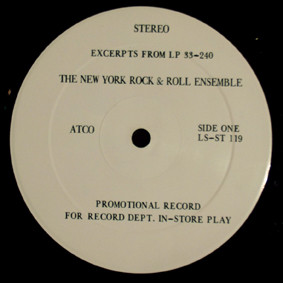 STEREO
EXCERPTS FROM LP 33-240
THE NEW YORK ROCK & ROLL ENSEMBLE
ATCO
SIDE ONE
LS-ST 119
PROMOTIONAL RECORD
FOR RECORD DEPT. IN-STORE PLAY